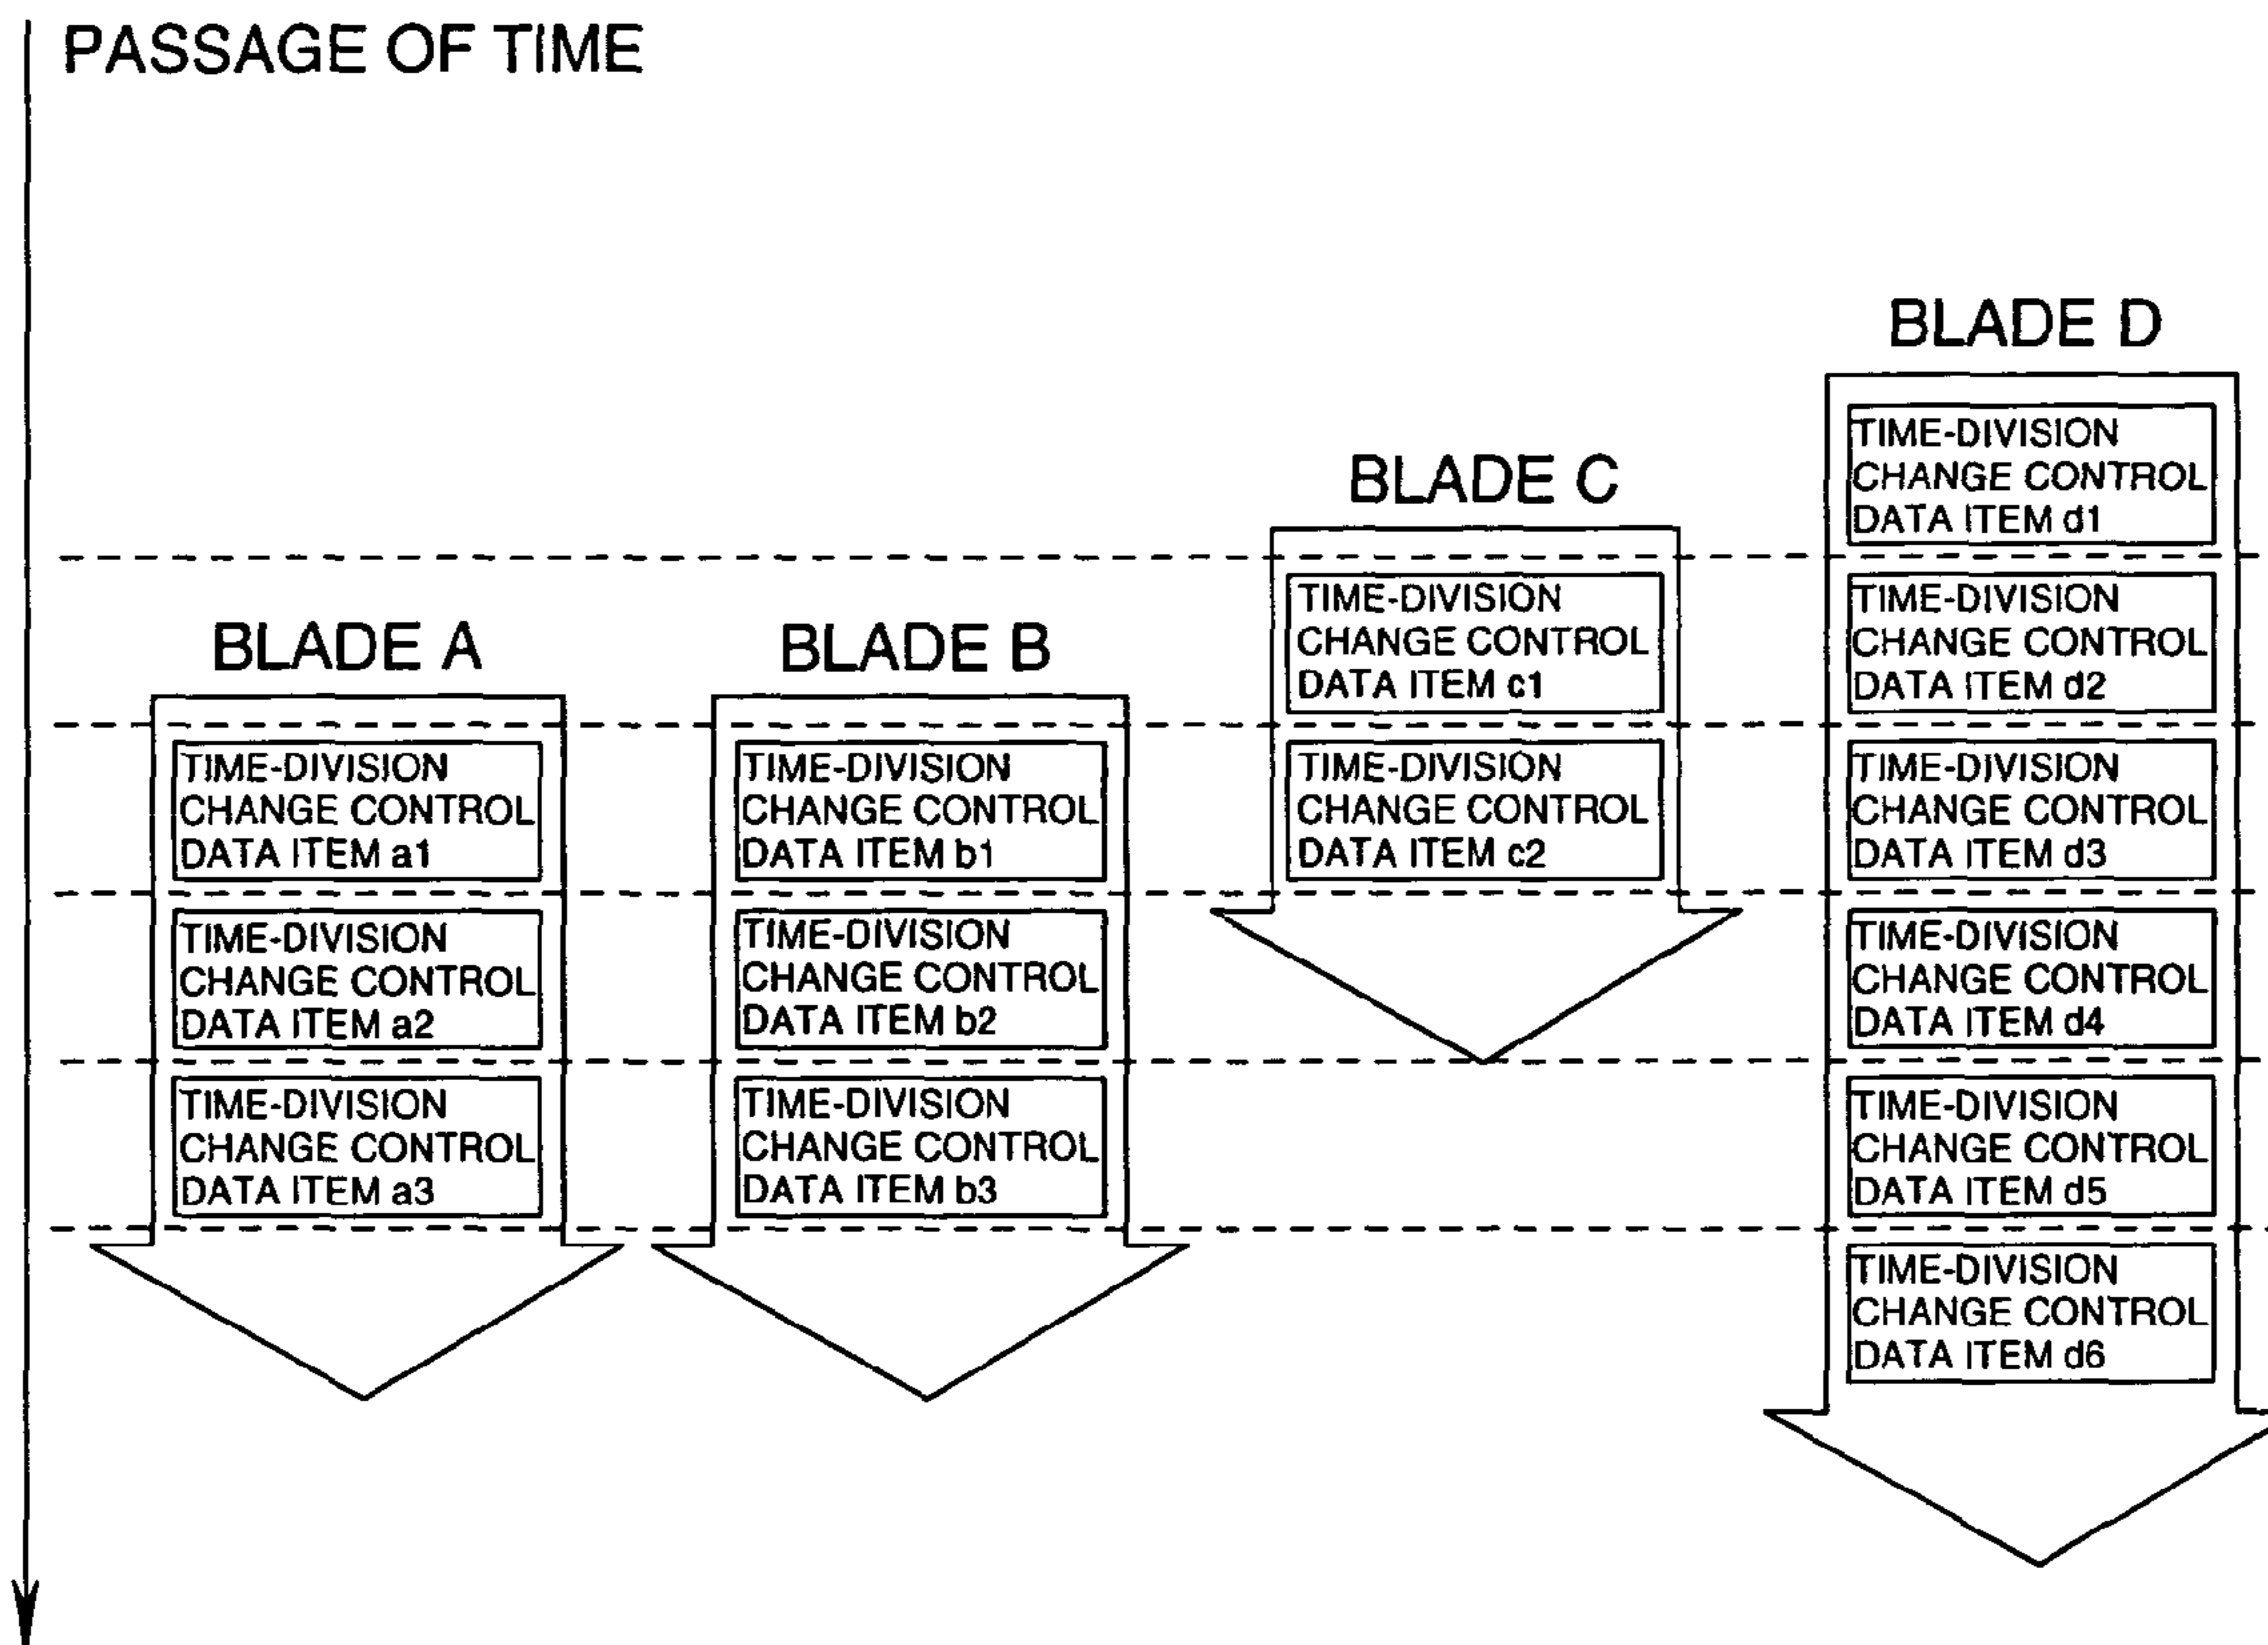 PASSAGE OF TIME
BLADE A
TIME-DIVISION
CHANGE CONTROL
DATA ITEM a1
TIME-DIVISION
CHANGE CONTROL
DATA ITEM a2
TIME-DIVISION
CHANGE CONTROL
DATA ITEM a3
BLADE B
TIME-DIVISION
CHANGE CONTROL
DATA ITEM b1
TIME-DIVISION
CHANGE CONTROL
DATA ITEM b2
TIME-DIVISION
CHANGE CONTROL
DATA ITEM b3
BLADE C
TIME-DIVISION
CHANGE CONTROL
DATA ITEM c1
TIME-DIVISION
CHANGE CONTROL
DATA ITEM c2
BLADE D
TIME-DIVISION
CHANGE CONTROL
DATA ITEM d1
TIME-DIVISION
CHANGE CONTROL
DATA ITEM d2
TIME-DIVISION
CHANGE CONTROL
DATA ITEM d3
TIME-DIVISION
CHANGE CONTROL
DATA ITEM d4
TIME-DIVISION
CHANGE CONTROL
DATA ITEM d5
TIME-DIVISION
CHANGE CONTROL
DATA ITEM d6